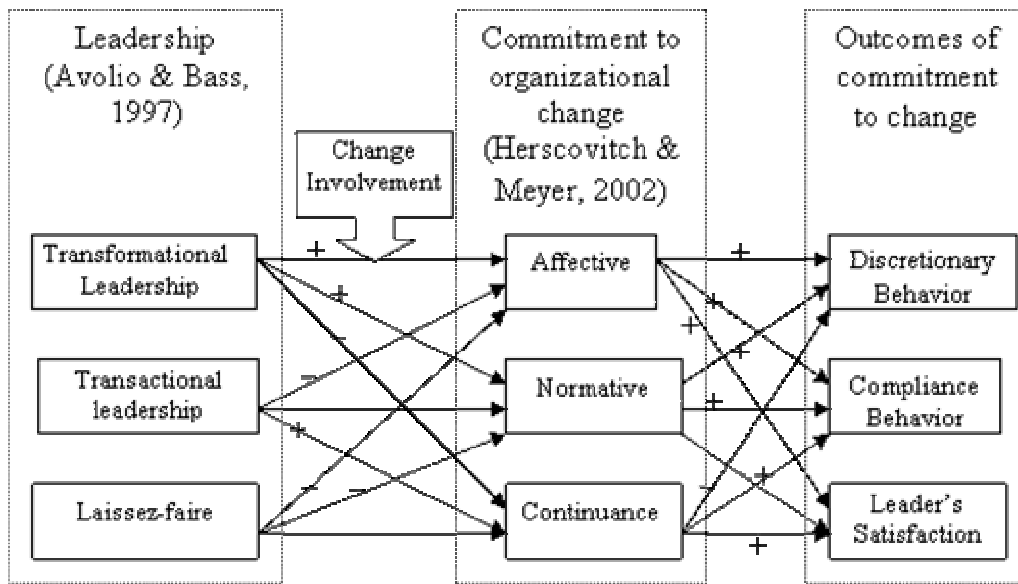 Leadership
(Avolio & Bass,
1997)
Change
Involvement
Transformational
Leadership
Transactional
leadership
Laissez-faire
Commitment to
organizational
change
(Herscovitch &
Meyer, 2002)
Affective
Normative
Continuance
Outcomes of
commitment
to change
Discretionary
Behavior
Compliance
Behavior
Leader's
Satisfaction
+
+
-
-
+
-
-
+
+
+
+
+
-
+
+